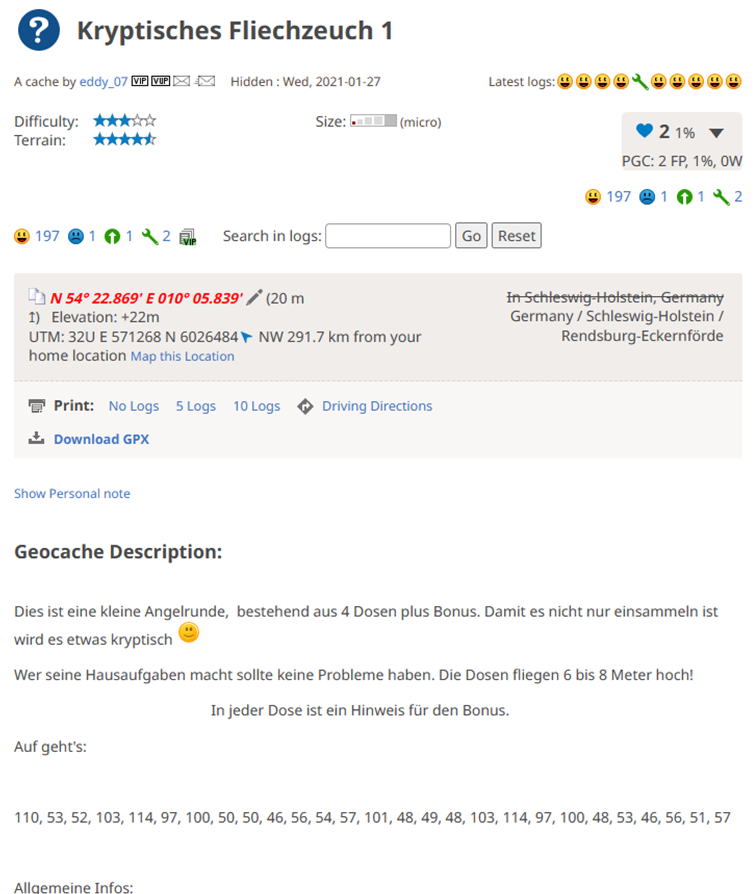 Kryptisches Fliechzeuch 1
A cache by eddy_07 VIP VUP Hidden : Wed, 2021-01-27 Latest logs:
Difficulty: Size: (micro)
Terrain:
2 1%
PGC: 2 FP, 1%, 0W
197 1 1 2
197 1 1 2 VIP Search in logs: Go Reset
N 54° 22.869' E 010° 05.839' (20 m
↥) Elevation: +22m
UTM: 32U E 571268 N 6026484 NW 291.7 km from your
home location Map this Location
In Schleswig-Holstein, Germany
Germany / Schleswig-Holstein /
Rendsburg-Eckernförde
Print: No Logs 5 Logs 10 Logs Driving Directions
Download GPX
Show Personal note
Geocache Description:
Dies ist eine kleine Angelrunde, bestehend aus 4 Dosen plus Bonus. Damit es nicht nur einsammeln ist
wird es etwas kryptisch
Wer seine Hausaufgaben macht sollte keine Probleme haben. Die Dosen fliegen 6 bis 8 Meter hoch!
In jeder Dose ist ein Hinweis für den Bonus.
Auf geht's:
110, 53, 52, 103, 114, 97, 100, 50, 50, 46, 56, 54, 57, 101, 48, 49, 48, 103, 114, 97, 100, 48, 53, 46, 56, 51, 57
Allgemeine Infos: